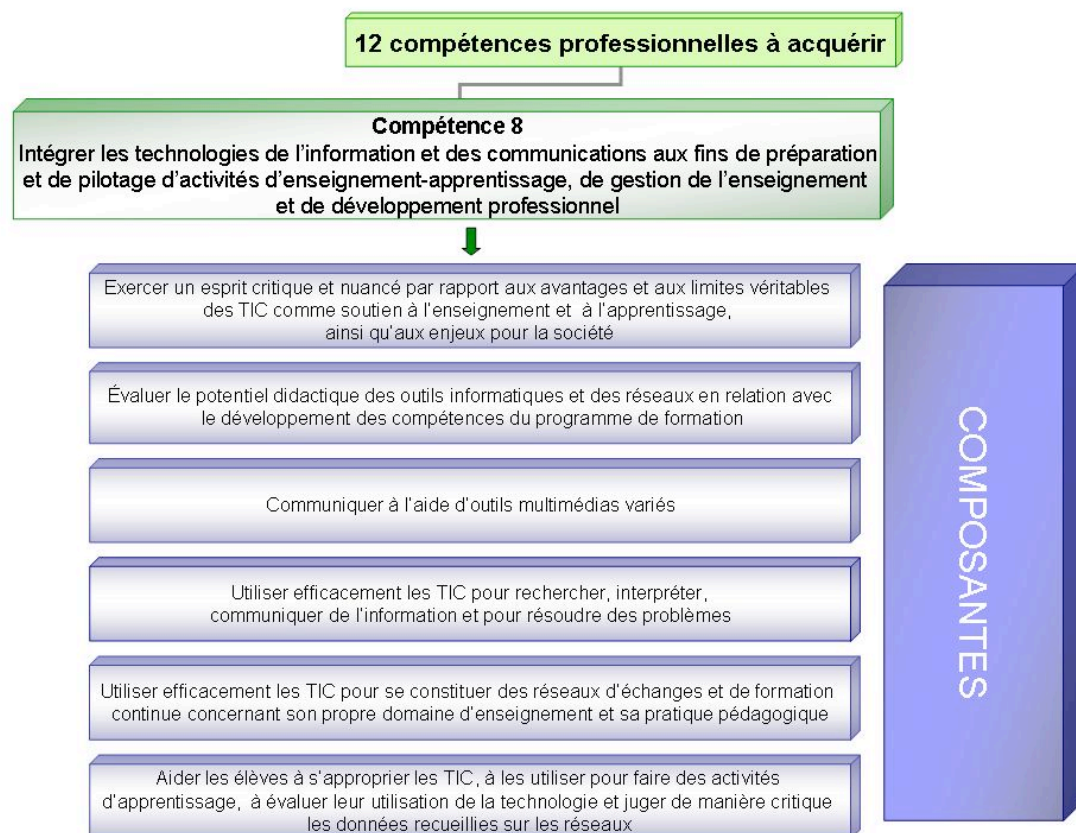 12 compétences professionnelles à acquérir
Compétence 8
Intégrer les technologies de l'information et des communications aux fins de préparation
et de pilotage d'activités d'enseignement-apprentissage, de gestion de l'enseignement
et de développement professionnel
Exercer un esprit critique et nuancé par rapport aux avantages et aux limites véritables
des TIC comme soutien à l'enseignement et à l'apprentissage,
ainsi qu'aux enjeux pour la société
Évaluer le potentiel didactique des outils informatiques et des réseaux en relation avec
le développement des compétences du programme de formation
Communiquer à l'aide d'outils multimédias variés
Utiliser efficacement les TIC pour rechercher, interpréter,
communiquer de l'information et pour résoudre des problèmes
Utiliser efficacement les TIC pour se constituer des réseaux d'échanges et de formation
continue concernant son propre domaine d'enseignement et sa pratique pédagogique
Aider les élèves à s'approprier les TIC, à les utiliser pour faire des activités
d'apprentissage, à évaluer leur utilisation de la technologie et juger de manière critique
les données recueillies sur les réseaux
COMPOSANTES